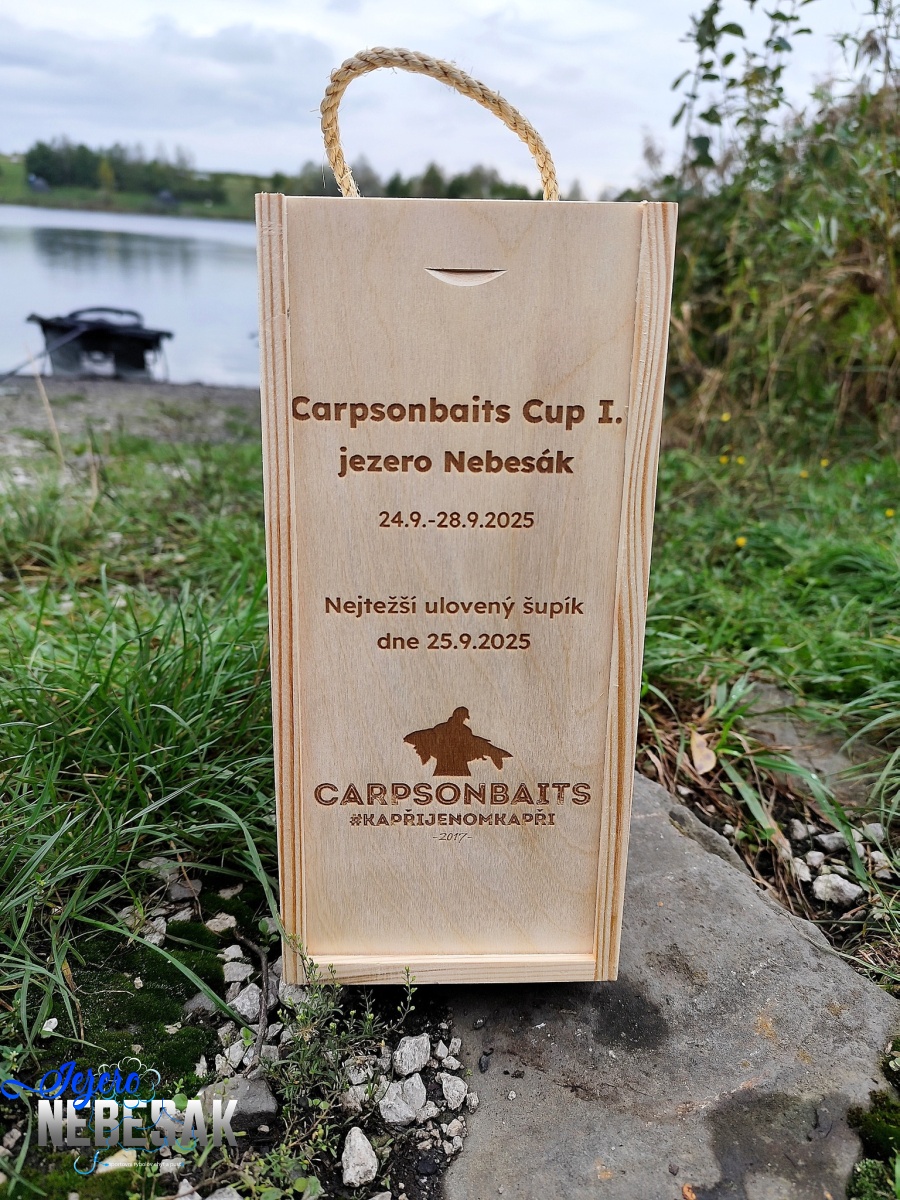 Carpsonbaits Cup I.
jezero Nebesák
24.9.-28.9.2025
Nejtežší ulovený šupík
dne 25.9.2025
CARPSONBAITS
#KAPŘIJENOMKAPŘI
-2017-
Jezero
NEBESÁK